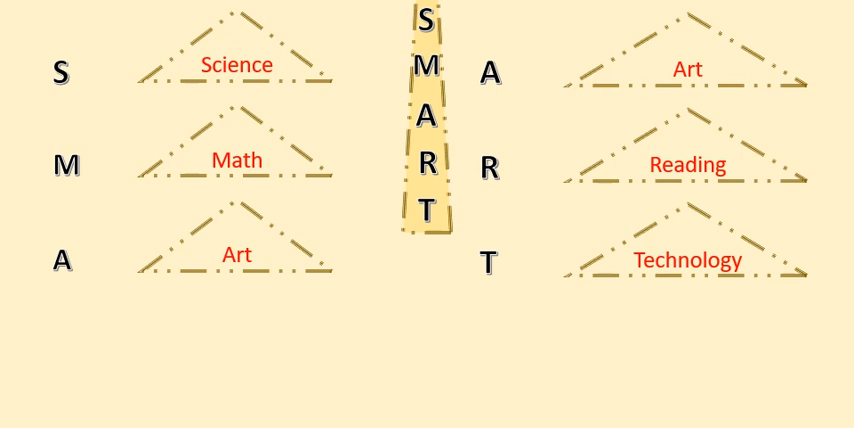 S Science
M Math
A Art
S
M
A
R
T
A Art
R Reading
T Technology